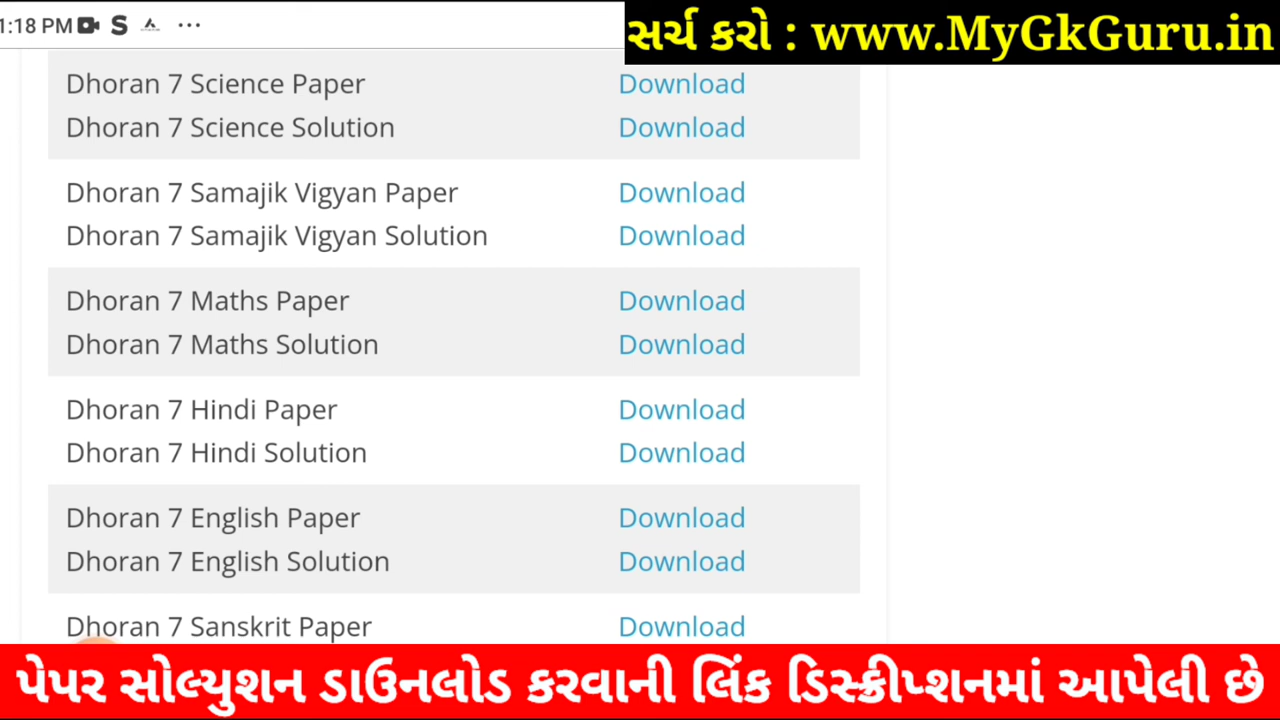 1:18 PM S ...
સર્ચ કરો : www.MyGkGuru.in
Dhoran 7 Science Paper Download
Dhoran 7 Science Solution Download
Dhoran 7 Samajik Vigyan Paper Download
Dhoran 7 Samajik Vigyan Solution Download
Dhoran 7 Maths Paper Download
Dhoran 7 Maths Solution Download
Dhoran 7 Hindi Paper Download
Dhoran 7 Hindi Solution Download
Dhoran 7 English Paper Download
Dhoran 7 English Solution Download
Dhoran 7 Sanskrit Paper Download
પેપર સોલ્યુશન ડાઉનલોડ કરવાની લિંક ડિસ્ક્રીપ્શનમાં આપેલી છે